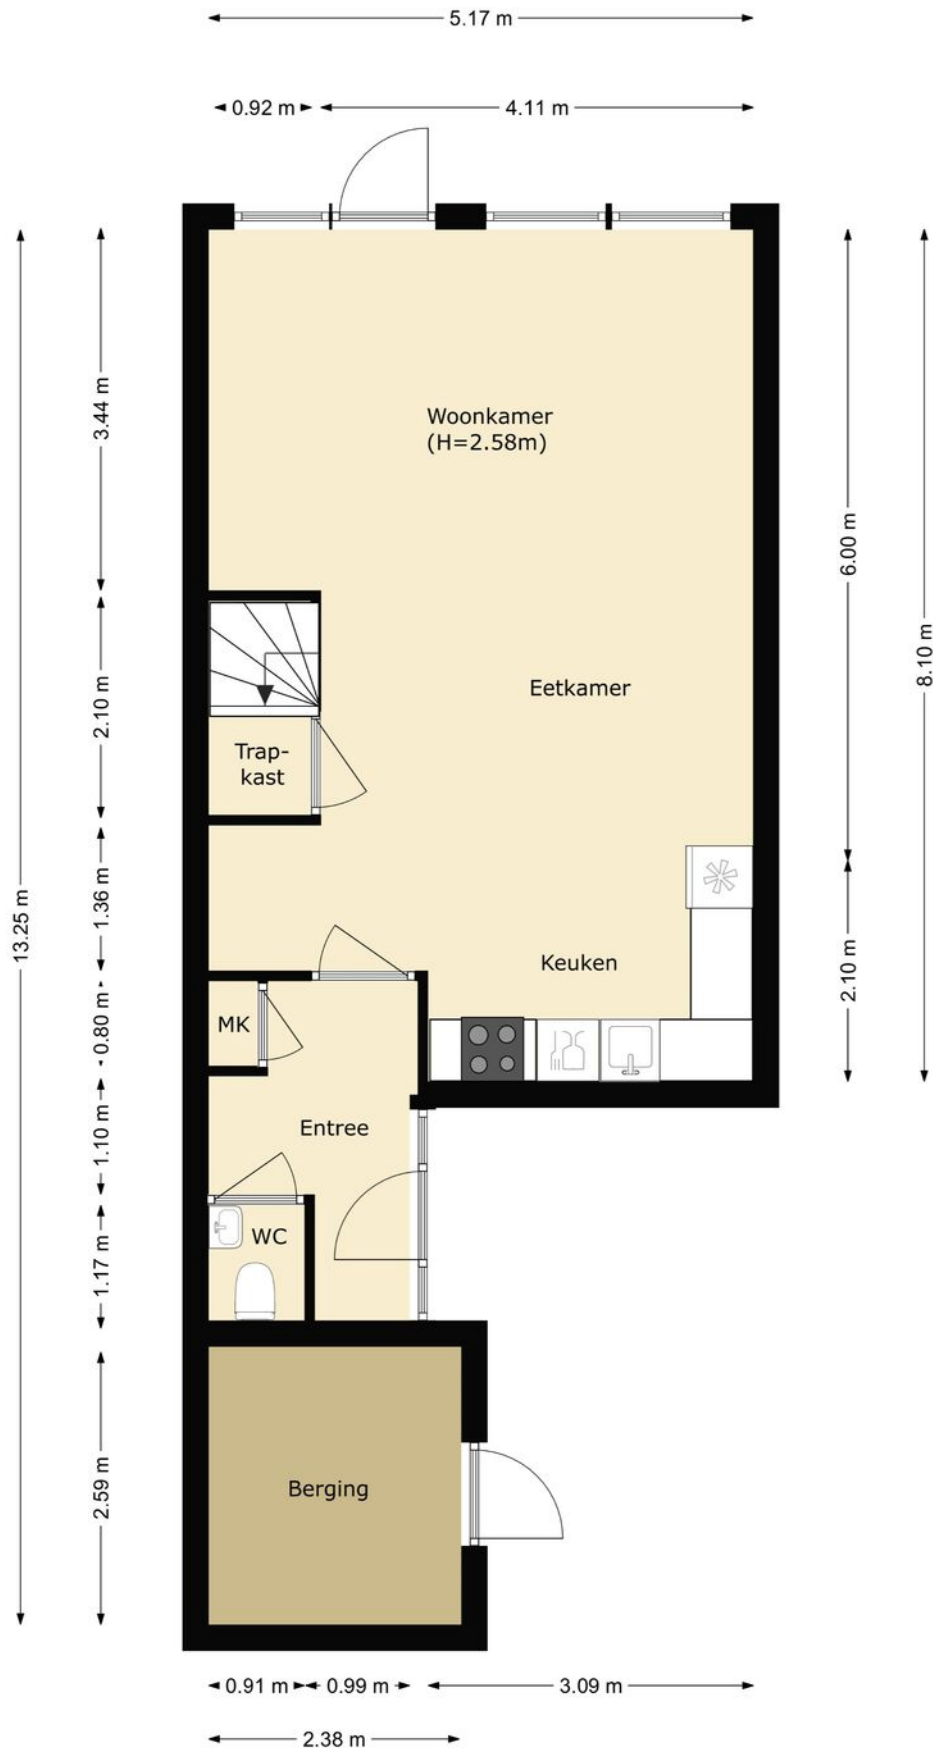 5.17 m
0.92 m
4.11 m
3.44 m
Woonkamer
(H=2.58m)
6.00 m
8.10 m
2.10 m
Eetkamer
Trap-
kast
13.25 m
1.36 m
Keuken
2.10 m
0.80 m
MK
1.10 m
Entree
1.17 m
WC
2.59 m
Berging
0.91 m
0.99 m
3.09 m
2.38 m